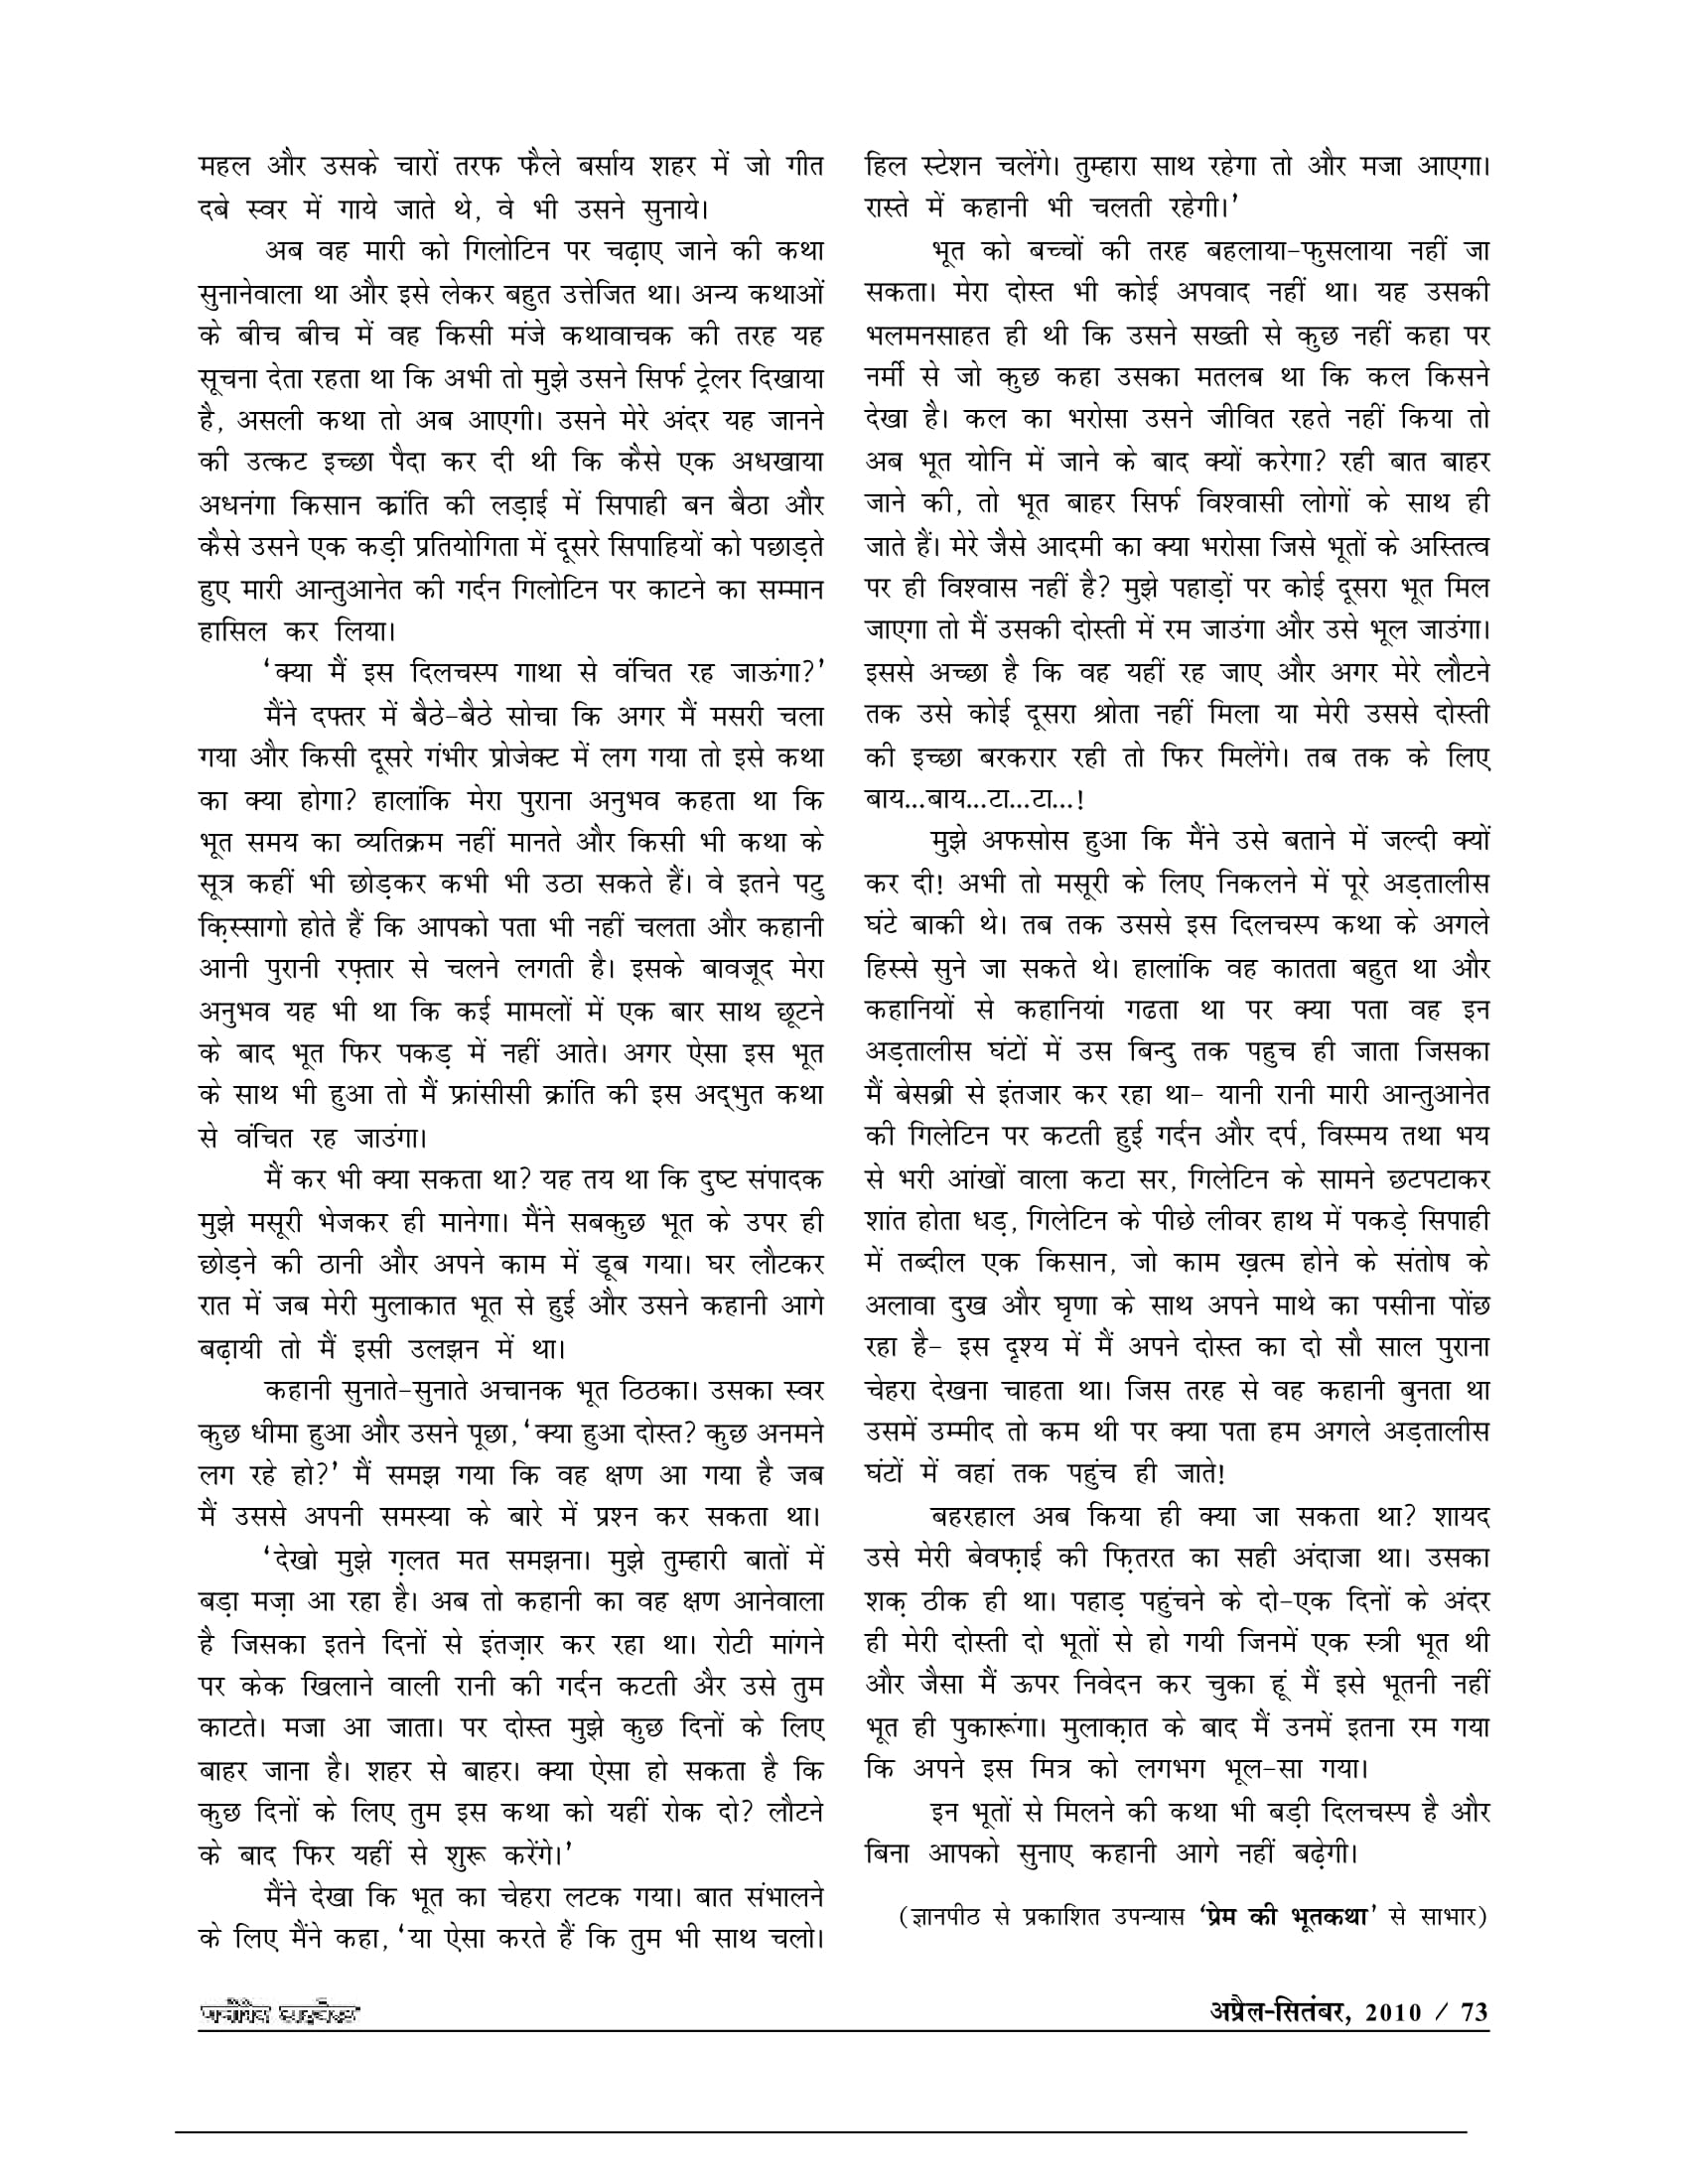 महल और उसके चारों तरफ फैले बर्साय शहर में जो गीत
दबे स्वर में गाये जाते थे, वे भी उसने सुनाये।
अब वह मारी को गिलोटिन पर चढ़ाए जाने की कथा
सुनानेवाला था और इसे लेकर बहुत उत्तेजित था। अन्य कथाओं
के बीच बीच में वह किसी मंजे कथावाचक की तरह यह
सूचना देता रहता था कि अभी तो मुझे उसने सिर्फ ट्रेलर दिखाया
है, असली कथा तो अब आएगी। उसने मेरे अंदर यह जानने
की उत्कट इच्छा पैदा कर दी थी कि कैसे एक अधखाया
अधनंगा किसान क्रांति की लड़ाई में सिपाही बन बैठा और
कैसे उसने एक कड़ी प्रतियोगिता में दूसरे सिपाहियों को पछाड़ते
हुए मारी आन्तुआनेत की गर्दन गिलोटिन पर काटने का सम्मान
हासिल कर लिया।
‘क्या मैं इस दिलचस्प गाथा से वंचित रह जाऊंगा?’
मैंने दफ्तर में बैठे-बैठे सोचा कि अगर मैं मसरी चला
गया और किसी दूसरे गंभीर प्रोजेक्ट में लग गया तो इसे कथा
का क्या होगा? हालांकि मेरा पुराना अनुभव कहता था कि
भूत समय का व्यतिक्रम नहीं मानते और किसी भी कथा के
सूत्र कहीं भी छोड़कर कभी भी उठा सकते हैं। वे इतने पटु
क़िस्सागो होते हैं कि आपको पता भी नहीं चलता और कहानी
आनी पुरानी रफ़्तार से चलने लगती है। इसके बावजूद मेरा
अनुभव यह भी था कि कई मामलों में एक बार साथ छूटने
के बाद भूत फिर पकड़ में नहीं आते। अगर ऐसा इस भूत
के साथ भी हुआ तो मैं फ्रांसीसी क्रांति की इस अद्‌भुत कथा
से वंचित रह जाउंगा।
मैं कर भी क्या सकता था? यह तय था कि दुष्ट संपादक
मुझे मसूरी भेजकर ही मानेगा। मैंने सबकुछ भूत के उपर ही
छोड़ने की ठानी और अपने काम में डूब गया। घर लौटकर
रात में जब मेरी मुलाकात भूत से हुई और उसने कहानी आगे
बढ़ायी तो मैं इसी उलझन में था।
कहानी सुनाते-सुनाते अचानक भूत ठिठका। उसका स्वर
कुछ धीमा हुआ और उसने पूछा, ‘क्या हुआ दोस्त? कुछ अनमने
लग रहे हो?’ मैं समझ गया कि वह क्षण आ गया है जब
मैं उससे अपनी समस्या के बारे में प्रश्न कर सकता था।
‘देखो मुझे ग़लत मत समझना। मुझे तुम्हारी बातों में
बड़ा मज़ा आ रहा है। अब तो कहानी का वह क्षण आनेवाला
है जिसका इतने दिनों से इंतज़ार कर रहा था। रोटी मांगने
पर केक खिलाने वाली रानी की गर्दन कटती अैर उसे तुम
काटते। मजा आ जाता। पर दोस्त मुझे कुछ दिनों के लिए
बाहर जाना है। शहर से बाहर। क्या ऐसा हो सकता है कि
कुछ दिनों के लिए तुम इस कथा को यहीं रोक दो? लौटने
के बाद फिर यहीं से शुरू करेंगे।’
मैंने देखा कि भूत का चेहरा लटक गया। बात संभालने
के लिए मैंने कहा, ‘या ऐसा करते हैं कि तुम भी साथ चलो।
हिल स्टेशन चलेंगे। तुम्हारा साथ रहेगा तो और मजा आएगा।
रास्ते में कहानी भी चलती रहेगी।’
भूत को बच्चों की तरह बहलाया-फुसलाया नहीं जा
सकता। मेरा दोस्त भी कोई अपवाद नहीं था। यह उसकी
भलमनसाहत ही थी कि उसने सख्ती से कुछ नहीं कहा पर
नर्मी से जो कुछ कहा उसका मतलब था कि कल किसने
देखा है। कल का भरोसा उसने जीवित रहते नहीं किया तो
अब भूत योनि में जाने के बाद क्यों करेगा? रही बात बाहर
जाने की, तो भूत बाहर सिर्फ विश्वासी लोगों के साथ ही
जाते हैं। मेरे जैसे आदमी का क्या भरोसा जिसे भूतों के अस्तित्व
पर ही विश्वास नहीं है? मुझे पहाड़ों पर कोई दूसरा भूत मिल
जाएगा तो मैं उसकी दोस्ती में रम जाउंगा और उसे भूल जाउंगा।
इससे अच्छा है कि वह यहीं रह जाए और अगर मेरे लौटने
तक उसे कोई दूसरा श्रोता नहीं मिला या मेरी उससे दोस्ती
की इच्छा बरकरार रही तो फिर मिलेंगे। तब तक के लिए
बाय...बाय...टा...टा...!
मुझे अफसोस हुआ कि मैंने उसे बताने में जल्दी क्यों
कर दी! अभी तो मसूरी के लिए निकलने में पूरे अड़तालीस
घंटे बाकी थे। तब तक उससे इस दिलचस्प कथा के अगले
हिस्से सुने जा सकते थे। हालांकि वह कातता बहुत था और
कहानियों से कहानियां गढता था पर क्या पता वह इन
अड़तालीस घंटों में उस बिन्दु तक पहुच ही जाता जिसका
मैं बेसब्री से इंतजार कर रहा था- यानी रानी मारी आन्तुआनेत
की गिलेटिन पर कटती हुई गर्दन और दर्प, विस्मय तथा भय
से भरी आंखों वाला कटा सर, गिलेटिन के सामने छटपटाकर
शांत होता धड़, गिलेटिन के पीछे लीवर हाथ में पकड़े सिपाही
में तब्दील एक किसान, जो काम ख़त्म होने के संतोष के
अलावा दुख और घृणा के साथ अपने माथे का पसीना पोंछ
रहा है- इस दृश्य में मैं अपने दोस्त का दो सौ साल पुराना
चेहरा देखना चाहता था। जिस तरह से वह कहानी बुनता था
उसमें उम्मीद तो कम थी पर क्या पता हम अगले अड़तालीस
घंटों में वहां तक पहुंच ही जाते!
बहरहाल अब किया ही क्या जा सकता था? शायद
उसे मेरी बेवफ़ाई की फ़ितरत का सही अंदाजा था। उसका
शक़ ठीक ही था। पहाड़ पहुंचने के दो-एक दिनों के अंदर
ही मेरी दोस्ती दो भूतों से हो गयी जिनमें एक स्त्री भूत थी
और जैसा मैं ऊपर निवेदन कर चुका हूं मैं इसे भूतनी नहीं
भूत ही पुकारूंगा। मुलाक़ात के बाद मैं उनमें इतना रम गया
कि अपने इस मित्र को लगभग भूल-सा गया।
इन भूतों से मिलने की कथा भी बड़ी दिलचस्प है और
बिना आपको सुनाए कहानी आगे नहीं बढ़ेगी।
(ज्ञानपीठ से प्रकाशित उपन्यास ‘प्रेम की भूतकथा’ से साभार)
अप्रैल-सितंबर, 2010 / 73